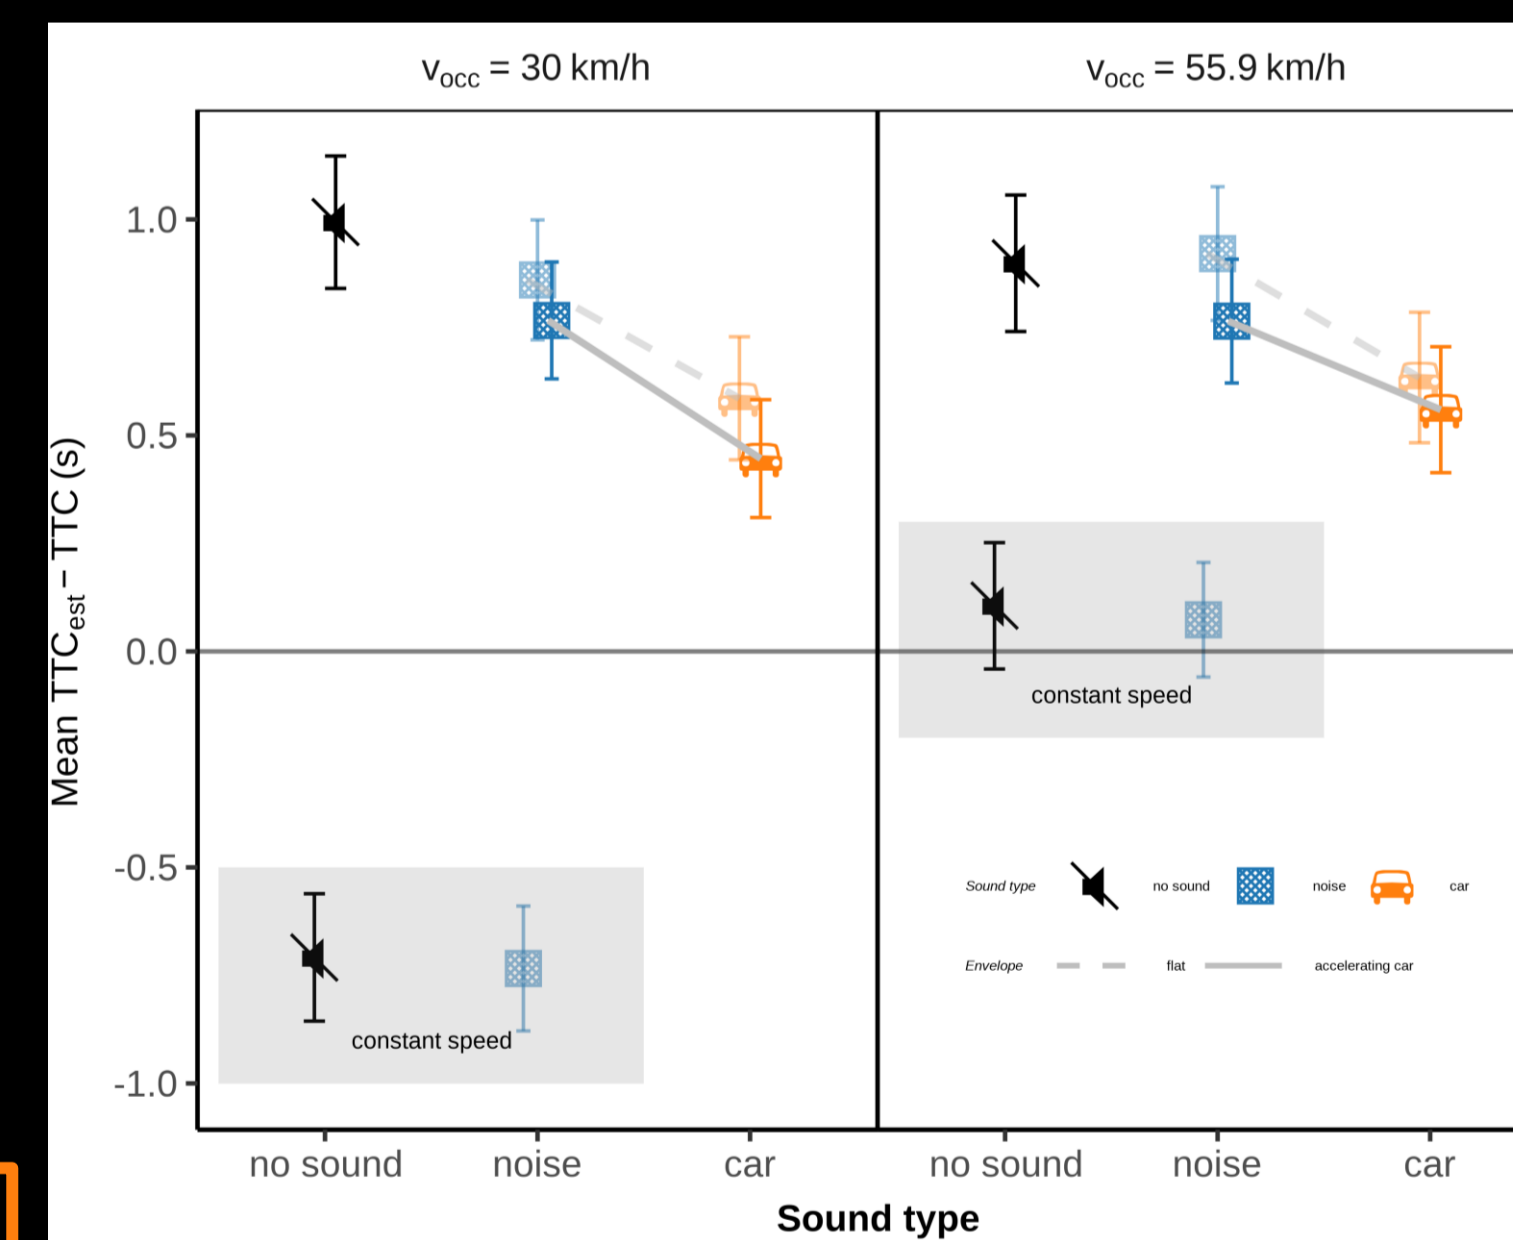 v_occ = 30 km/h
v_occ = 55.9 km/h
Mean TTC_est − TTC (s)
1.0
0.5
0.0
-0.5
-1.0
constant speed
constant speed
Sound type no sound noise car
Envelope flat accelerating car
no sound noise car no sound noise car
Sound type